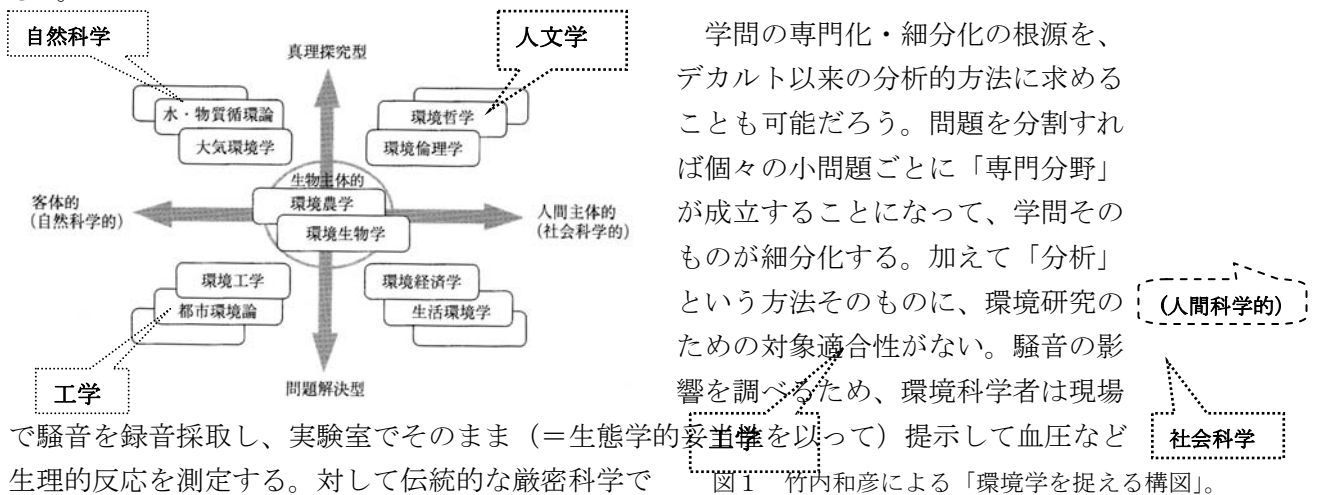 自然科学
人文学
真理探究型
水・物質循環論
大気環境学
環境哲学
環境倫理学
生物主体的
環境農学
環境生物学
客体的
(自然科学的)
人間主体的
(社会科学的)
環境工学
都市環境論
環境経済学
生活環境学
問題解決型
工学
学問の専門化・細分化の根源を、
デカルト以来の分析的方法に求める
ことも可能だろう。問題を分割すれ
ば個々の小問題ごとに「専門分野」
が成立することになって、学問その
ものが細分化する。加えて「分析」
という方法そのものに、環境研究の
ための対象適合性がない。騒音の影
響を調べるため、環境科学者は現場
で騒音を録音採取し、実験室でそのまま（＝生態学的妥当性を以って）提示して血圧など
生理的反応を測定する。対して伝統的な厳密科学で
(人間科学的)
社会科学
図１　竹内和彦による「環境学を捉える構図」。